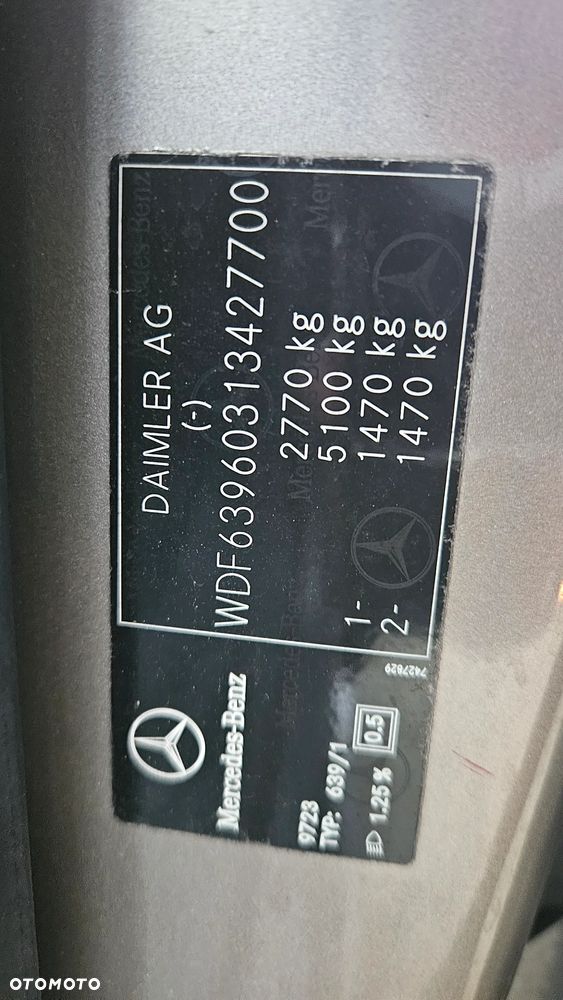 DAIMLER AG
(-)
WDF63960313427700
2770 kg
5100 kg
1- 1470 kg
2- 1470 kg
7427829
Mercedes-Benz
9723
TYP: 639/1
1.25% 0.5
OTOMOTO